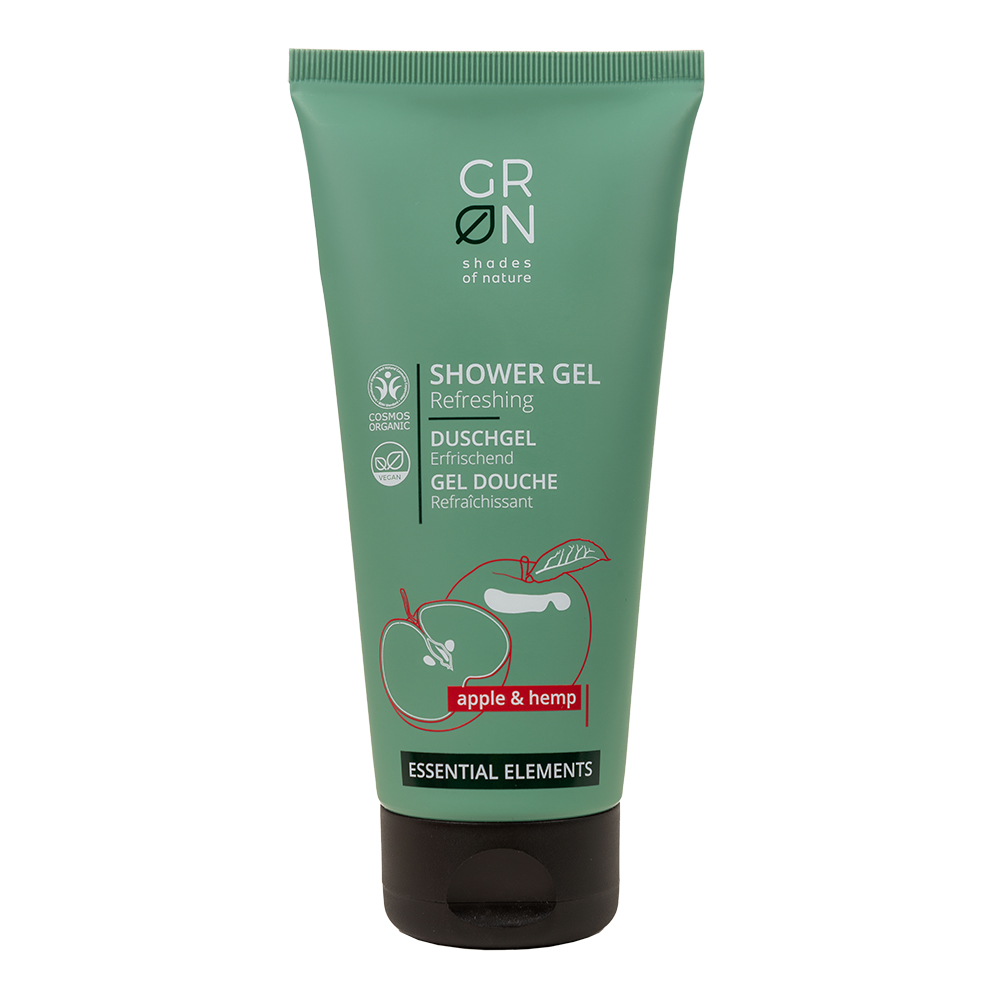 GR
ØN
shades
of nature
COSMOS
ORGANIC
VEGAN
SHOWER GEL
Refreshing
DUSCHGEL
Erfrischend
GEL DOUCHE
Refraîchissant
apple & hemp
ESSENTIAL ELEMENTS